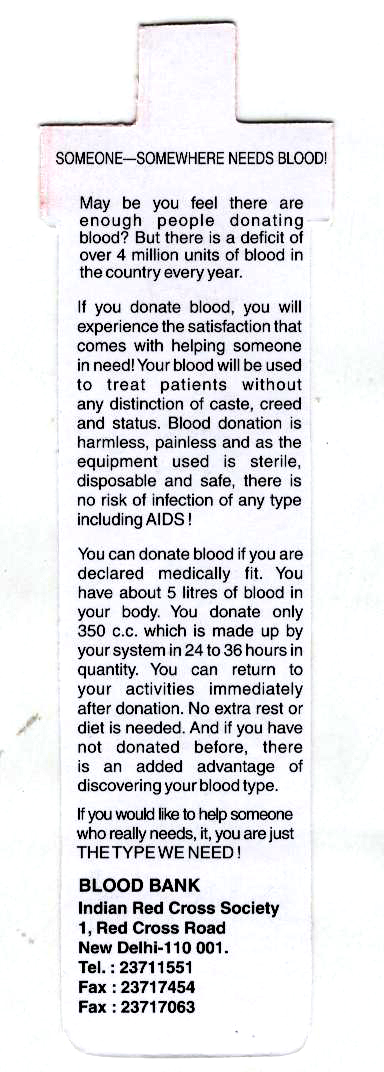 SOMEONE—SOMEWHERE NEEDS BLOOD!
May be you feel there are
enough people donating
blood? But there is a deficit of
over 4 million units of blood in
the country every year.
If you donate blood, you will
experience the satisfaction that
comes with helping someone
in need! Your blood will be used
to treat patients without
any distinction of caste, creed
and status. Blood donation is
harmless, painless and as the
equipment used is sterile,
disposable and safe, there is
no risk of infection of any type
including AIDS !
You can donate blood if you are
declared medically fit. You
have about 5 litres of blood in
your body. You donate only
350 c.c. which is made up by
your system in 24 to 36 hours in
quantity. You can return to
your activities immediately
after donation. No extra rest or
diet is needed. And if you have
not donated before, there
is an added advantage of
discovering your blood type.
If you would like to help someone
who really needs, it, you are just
THE TYPE WE NEED !
BLOOD BANK
Indian Red Cross Society
1, Red Cross Road
New Delhi-110 001.
Tel. : 23711551
Fax : 23717454
Fax : 23717063